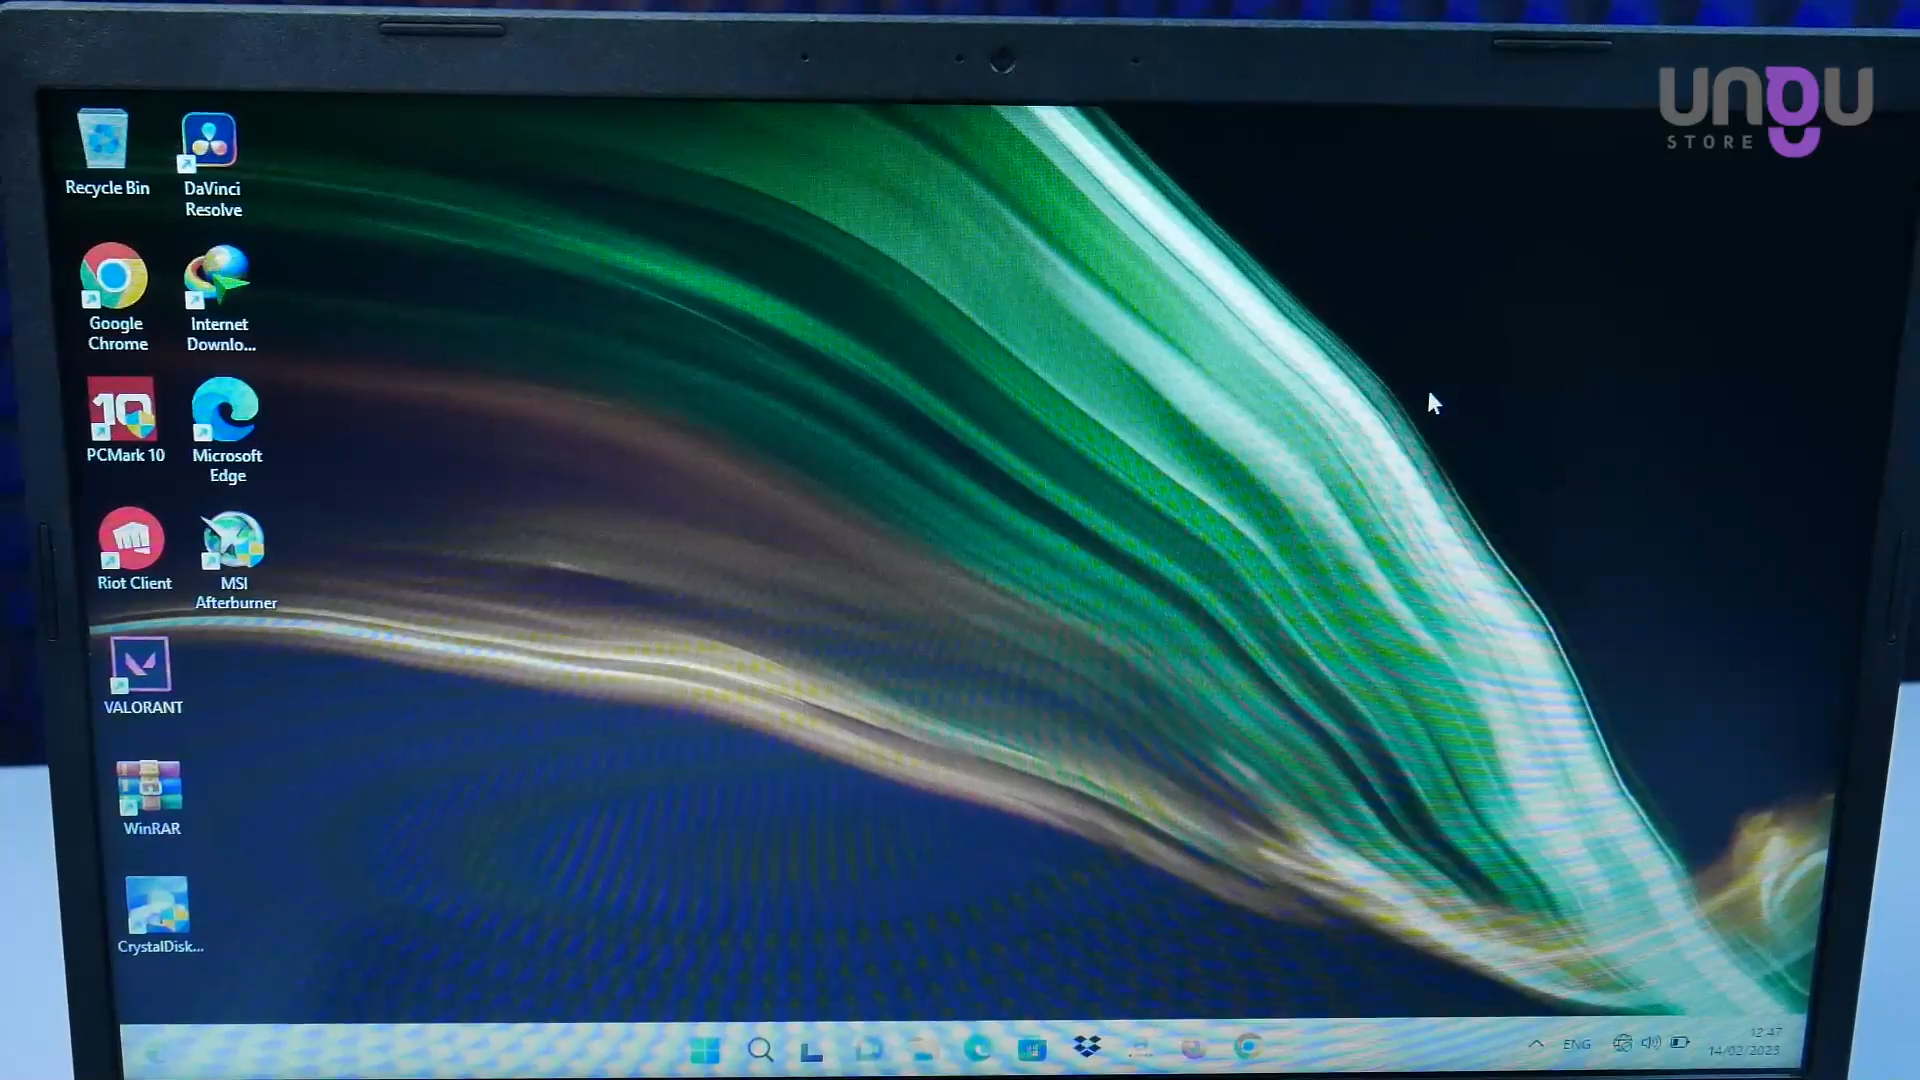 ungu
STORE
Recycle Bin
DaVinci
Resolve
Google
Chrome
Internet
Downlo...
PCMark 10
Microsoft
Edge
Riot Client
MSI
Afterburner
VALORANT
WinRAR
CrystalDisk...
ENG
12:47
14/02/2023